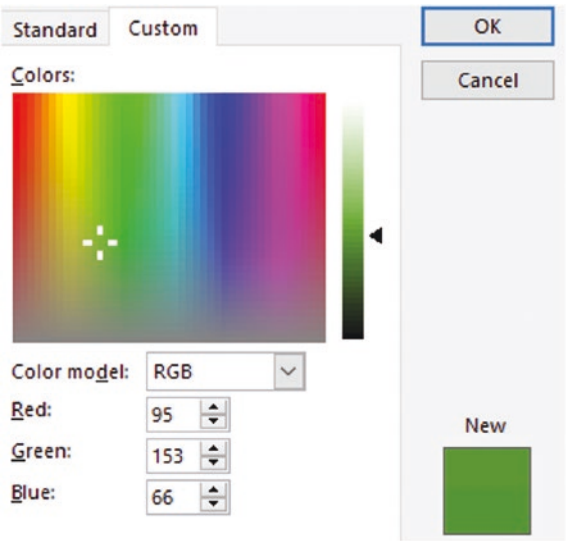 Standard Custom
OK
Cancel
Colors:
Color model: RGB
Red: 95
Green: 153
Blue: 66
New